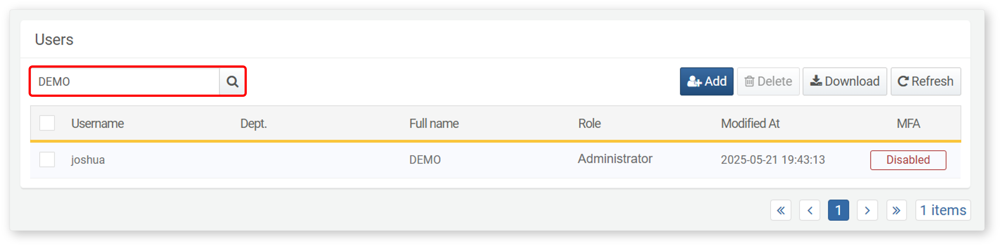 Users
DEMO
Add Delete Download Refresh
Username Dept. Full name Role Modified At MFA
joshua DEMO Administrator 2025-05-21 19:43:13 Disabled
« ‹ 1 › » 1 items